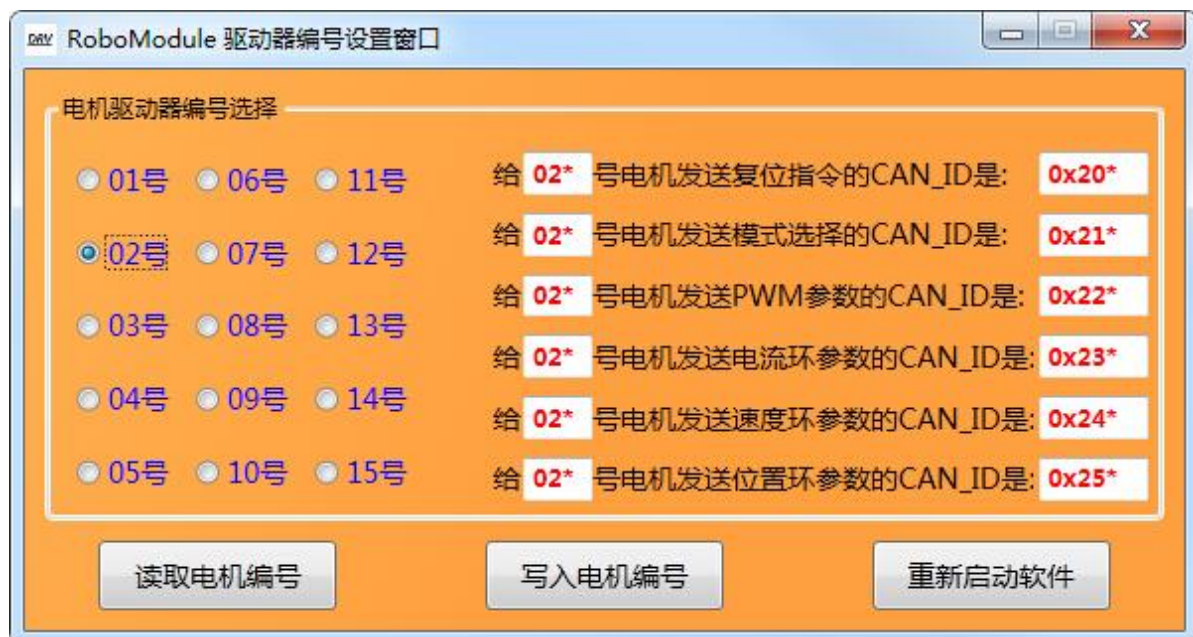 DRV RoboModule 驱动器编号设置窗口
电机驱动器编号选择
01号 06号 11号
02号 07号 12号
03号 08号 13号
04号 09号 14号
05号 10号 15号
给 02* 号电机发送复位指令的CAN_ID是: 0x20*
给 02* 号电机发送模式选择的CAN_ID是: 0x21*
给 02* 号电机发送PWM参数的CAN_ID是: 0x22*
给 02* 号电机发送电流环参数的CAN_ID是: 0x23*
给 02* 号电机发送速度环参数的CAN_ID是: 0x24*
给 02* 号电机发送位置环参数的CAN_ID是: 0x25*
读取电机编号 写入电机编号 重新启动软件